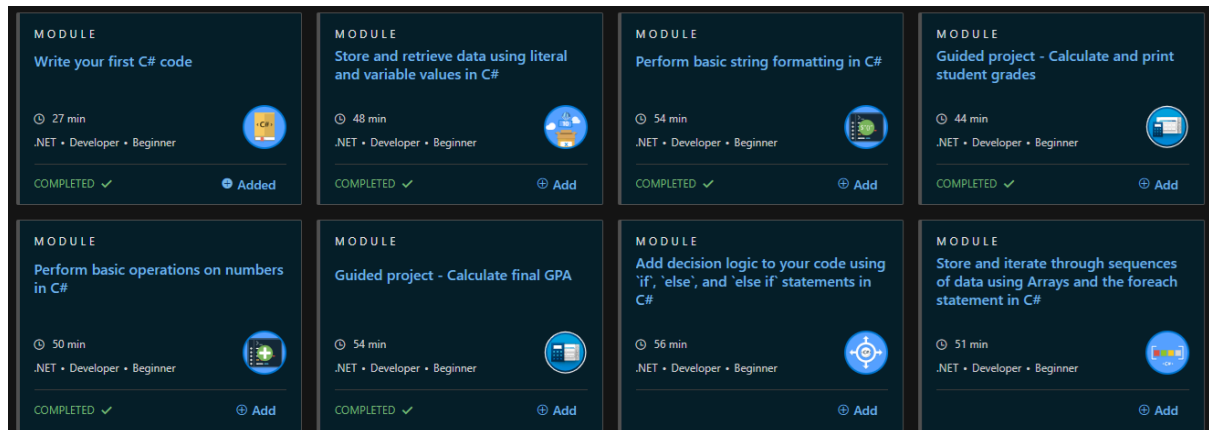 MODULE
Write your first C# code
27 min
.NET • Developer • Beginner
COMPLETED ✓
Added
MODULE
Store and retrieve data using literal
and variable values in C#
48 min
.NET • Developer • Beginner
COMPLETED ✓
Add
MODULE
Perform basic string formatting in C#
54 min
.NET • Developer • Beginner
COMPLETED ✓
Add
MODULE
Guided project - Calculate and print
student grades
44 min
.NET • Developer • Beginner
COMPLETED ✓
Add
MODULE
Perform basic operations on numbers
in C#
50 min
.NET • Developer • Beginner
COMPLETED ✓
Add
MODULE
Guided project - Calculate final GPA
54 min
.NET • Developer • Beginner
COMPLETED ✓
Add
MODULE
Add decision logic to your code using
`if`, `else`, and `else if` statements in
C#
56 min
.NET • Developer • Beginner
Add
MODULE
Store and iterate through sequences
of data using Arrays and the foreach
statement in C#
51 min
.NET • Developer • Beginner
Add